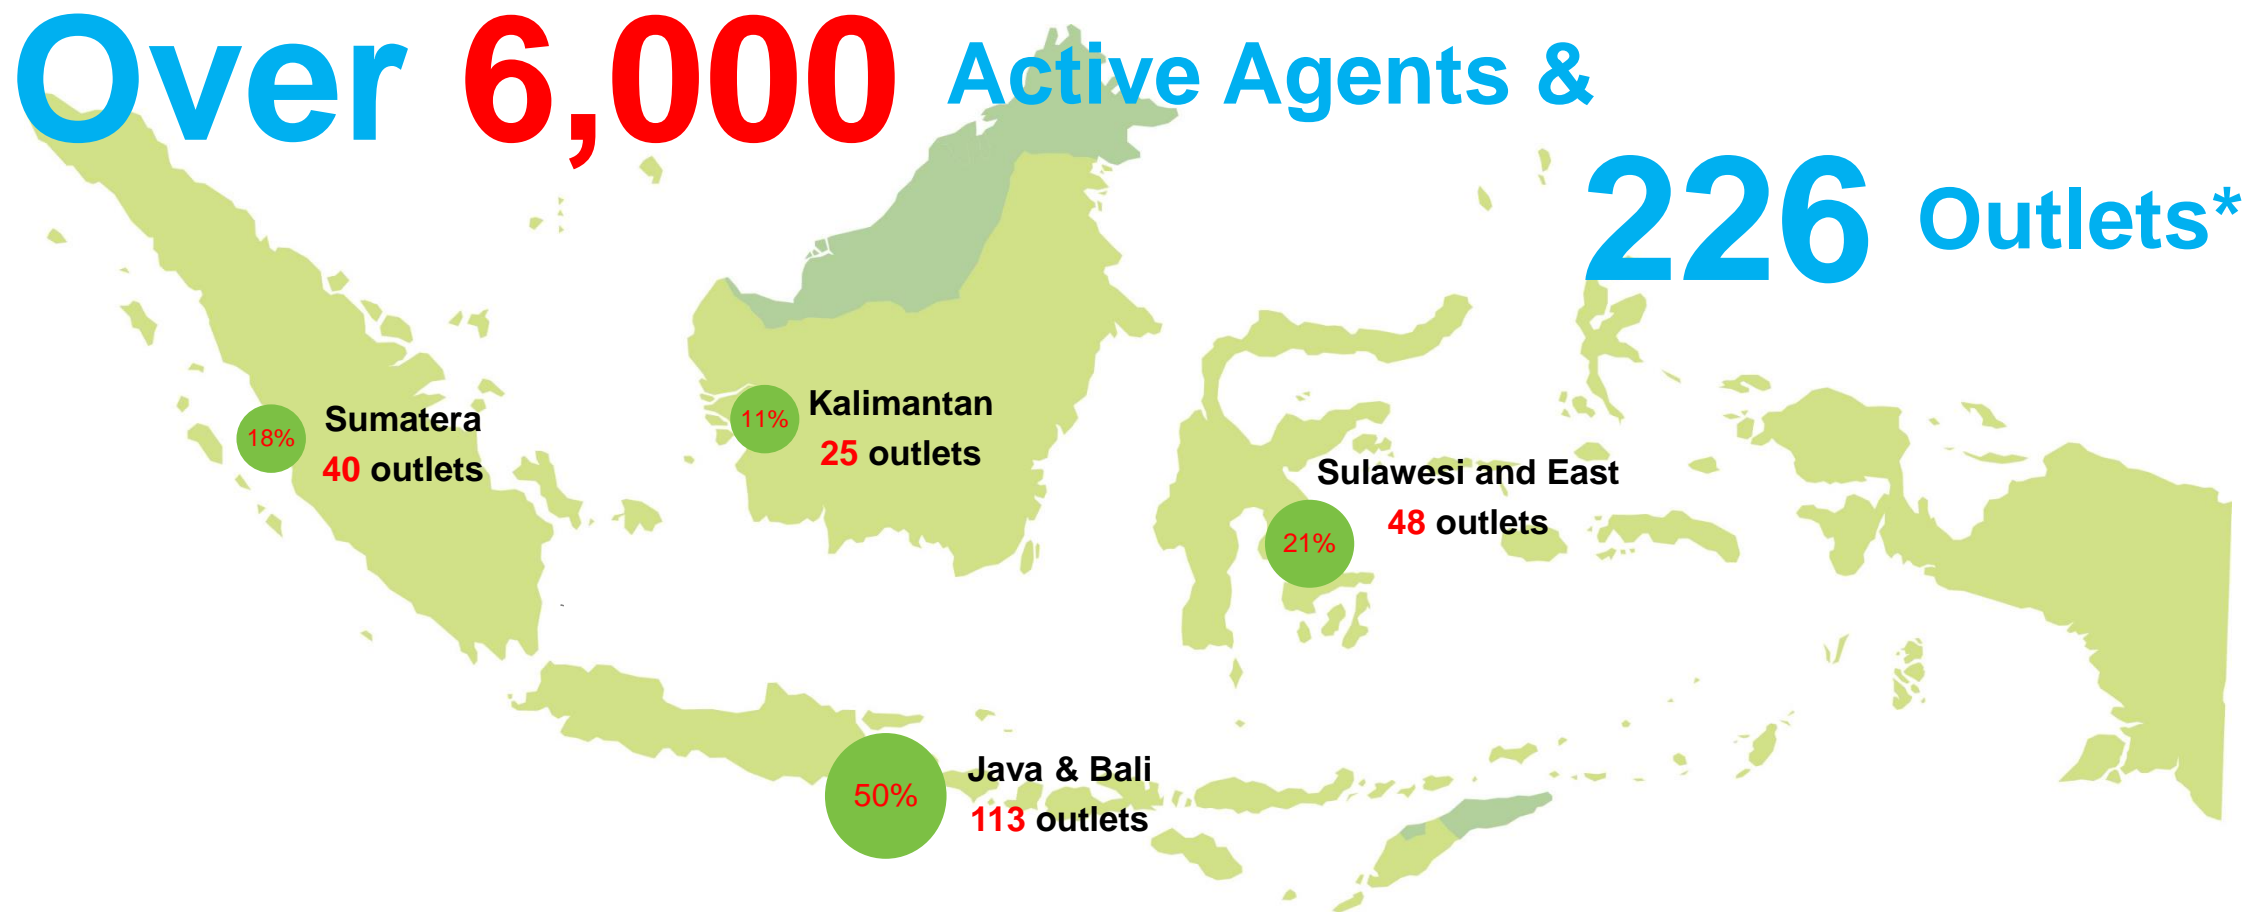 Over 6,000 Active Agents &
226 Outlets*
18%
Sumatera
40 outlets
11%
Kalimantan
25 outlets
Sulawesi and East
48 outlets
21%
50%
Java & Bali
113 outlets